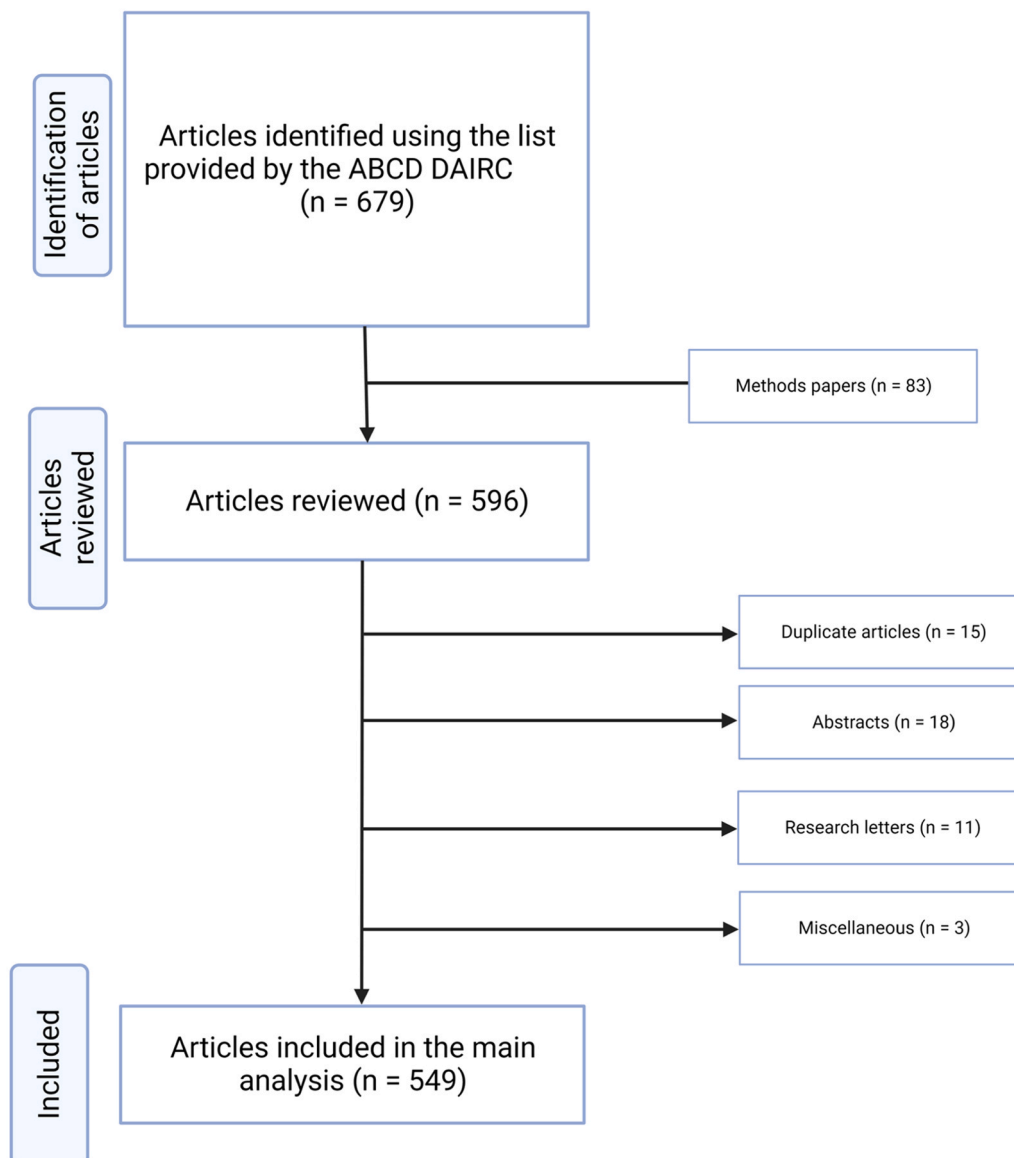 Identification
of articles
Articles identified using the list
provided by the ABCD DAIRC
(n = 679)
Methods papers (n = 83)
Articles
reviewed
Articles reviewed (n = 596)
Duplicate articles (n = 15)
Abstracts (n = 18)
Research letters (n = 11)
Miscellaneous (n = 3)
Included
Articles included in the main
analysis (n = 549)